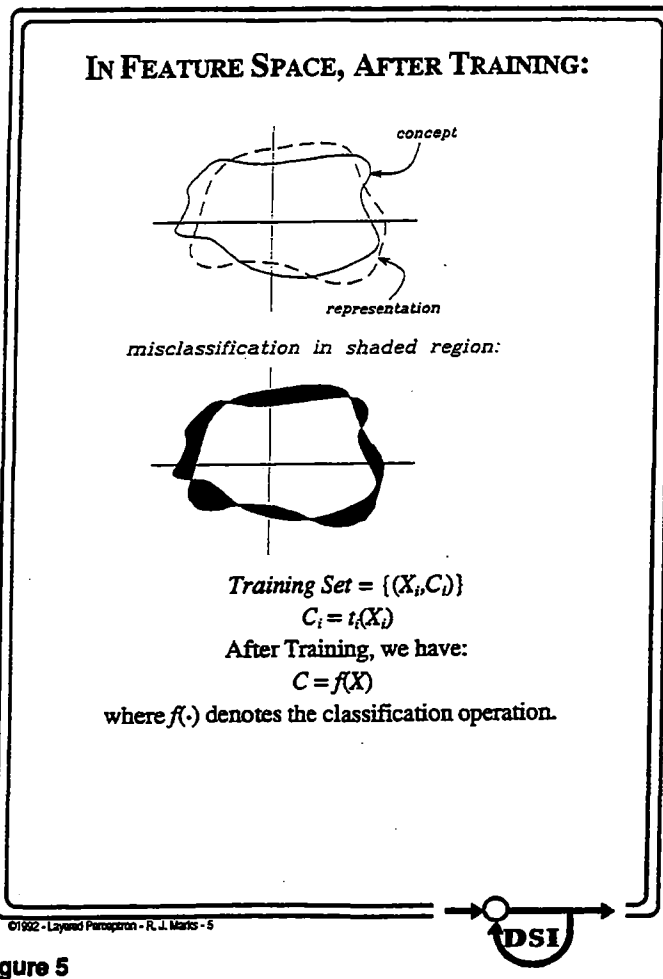 IN FEATURE SPACE, AFTER TRAINING:
concept
representation
misclassification in shaded region:
Training Set = {(Xi,Ci)}
Ci = ti(Xi)
After Training, we have:
C = f(X)
where f(·) denotes the classification operation.
©1992 - Layered Perceptron - R. J. Marks - 5
DSI
gure 5